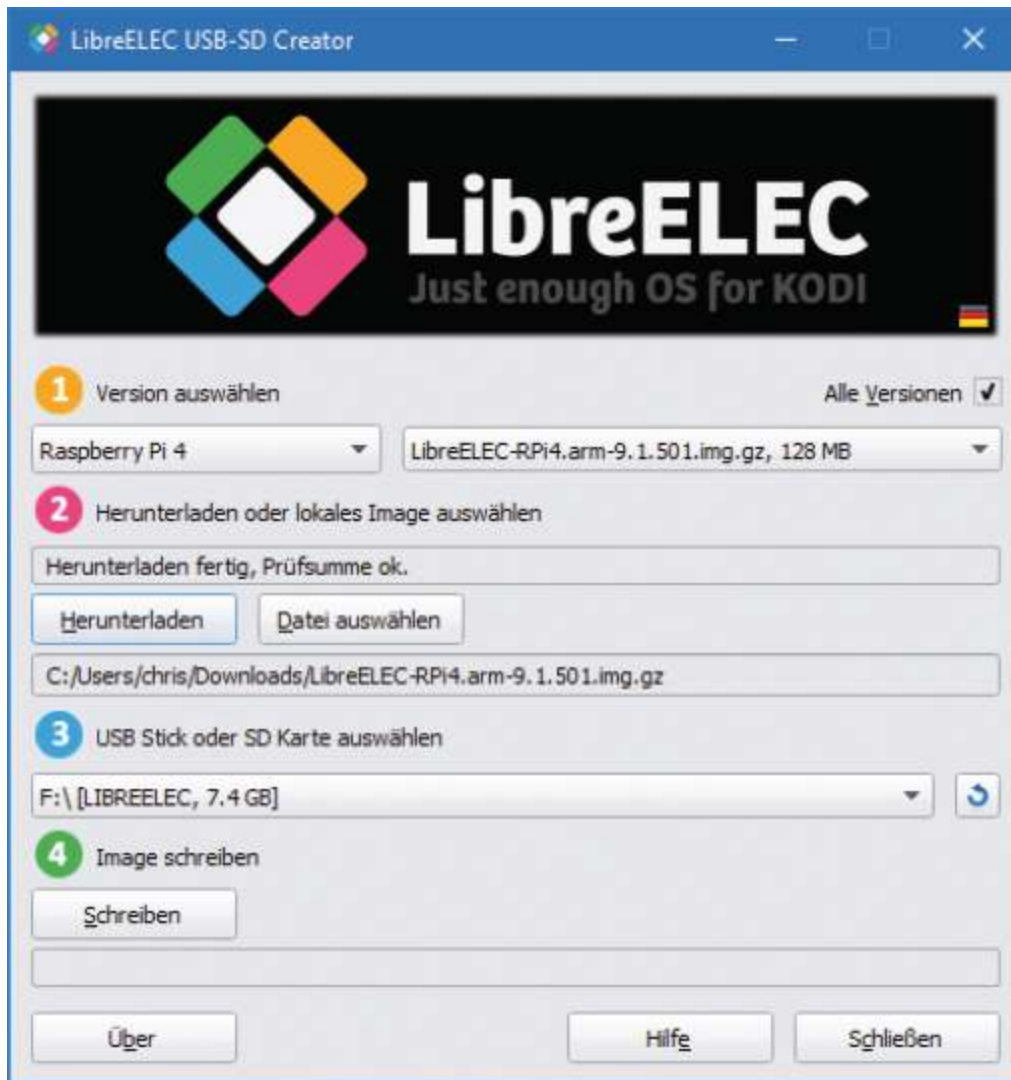 LibreELEC USB-SD Creator
LibreELEC
Just enough OS for KODI
1 Version auswählen Alle Versionen
Raspberry Pi 4 LibreELEC-RPi4.arm-9.1.501.img.gz, 128 MB
2 Herunterladen oder lokales Image auswählen
Herunterladen fertig, Prüfsumme ok.
Herunterladen Datei auswählen
C:/Users/chris/Downloads/LibreELEC-RPi4.arm-9.1.501.img.gz
3 USB Stick oder SD Karte auswählen
F:\ [LIBREELEC, 7.4 GB]
4 Image schreiben
Schreiben
Über Hilfe Schließen